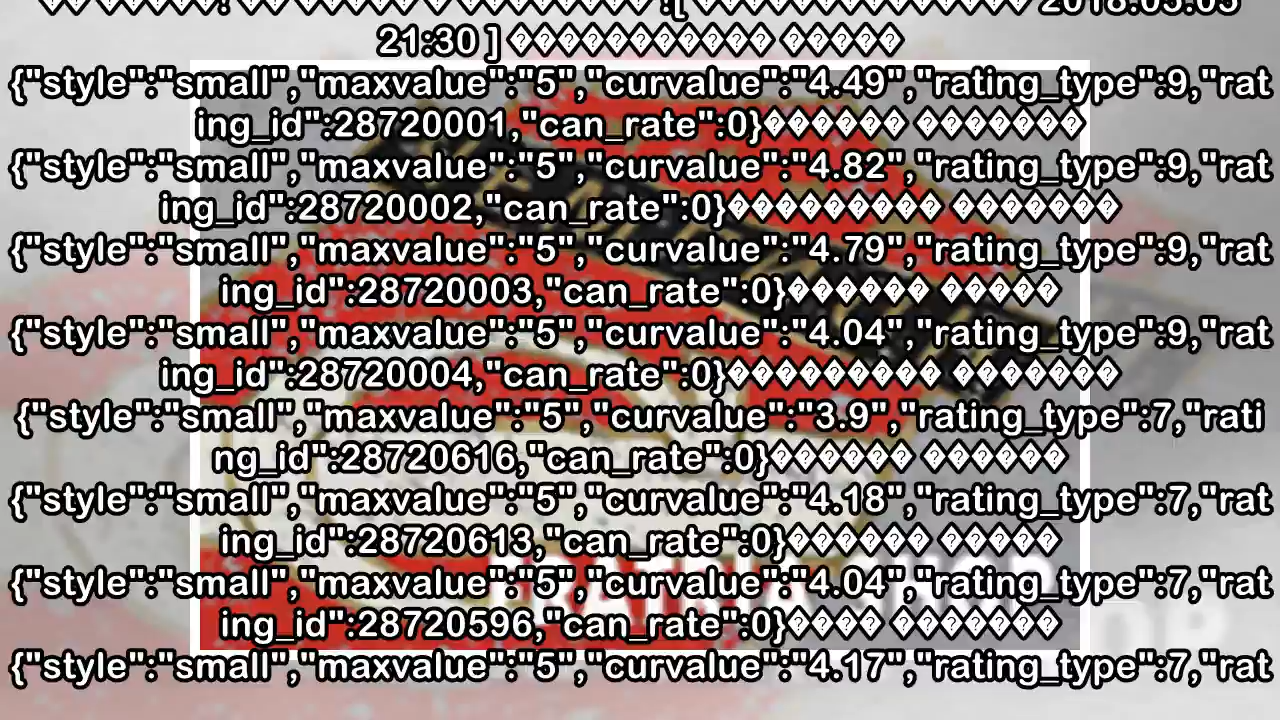 2018.05.05
21:30 ] ������������ �����
{"style":"small","maxvalue":"5","curvalue":"4.49","rating_type":9,"rat
ing_id":28720001,"can_rate":0}������ �������
{"style":"small","maxvalue":"5","curvalue":"4.82","rating_type":9,"rat
ing_id":28720002,"can_rate":0}��������� �������
{"style":"small","maxvalue":"5","curvalue":"4.79","rating_type":9,"rat
ing_id":28720003,"can_rate":0}������ �����
{"style":"small","maxvalue":"5","curvalue":"4.04","rating_type":9,"rat
ing_id":28720004,"can_rate":0}��������� �������
{"style":"small","maxvalue":"5","curvalue":"3.9","rating_type":7,"rati
ng_id":28720616,"can_rate":0}������ ������
{"style":"small","maxvalue":"5","curvalue":"4.18","rating_type":7,"rat
ing_id":28720613,"can_rate":0}������ �����
{"style":"small","maxvalue":"5","curvalue":"4.04","rating_type":7,"rat
ing_id":28720596,"can_rate":0}���� �������
{"style":"small","maxvalue":"5","curvalue":"4.17","rating_type":7,"rat